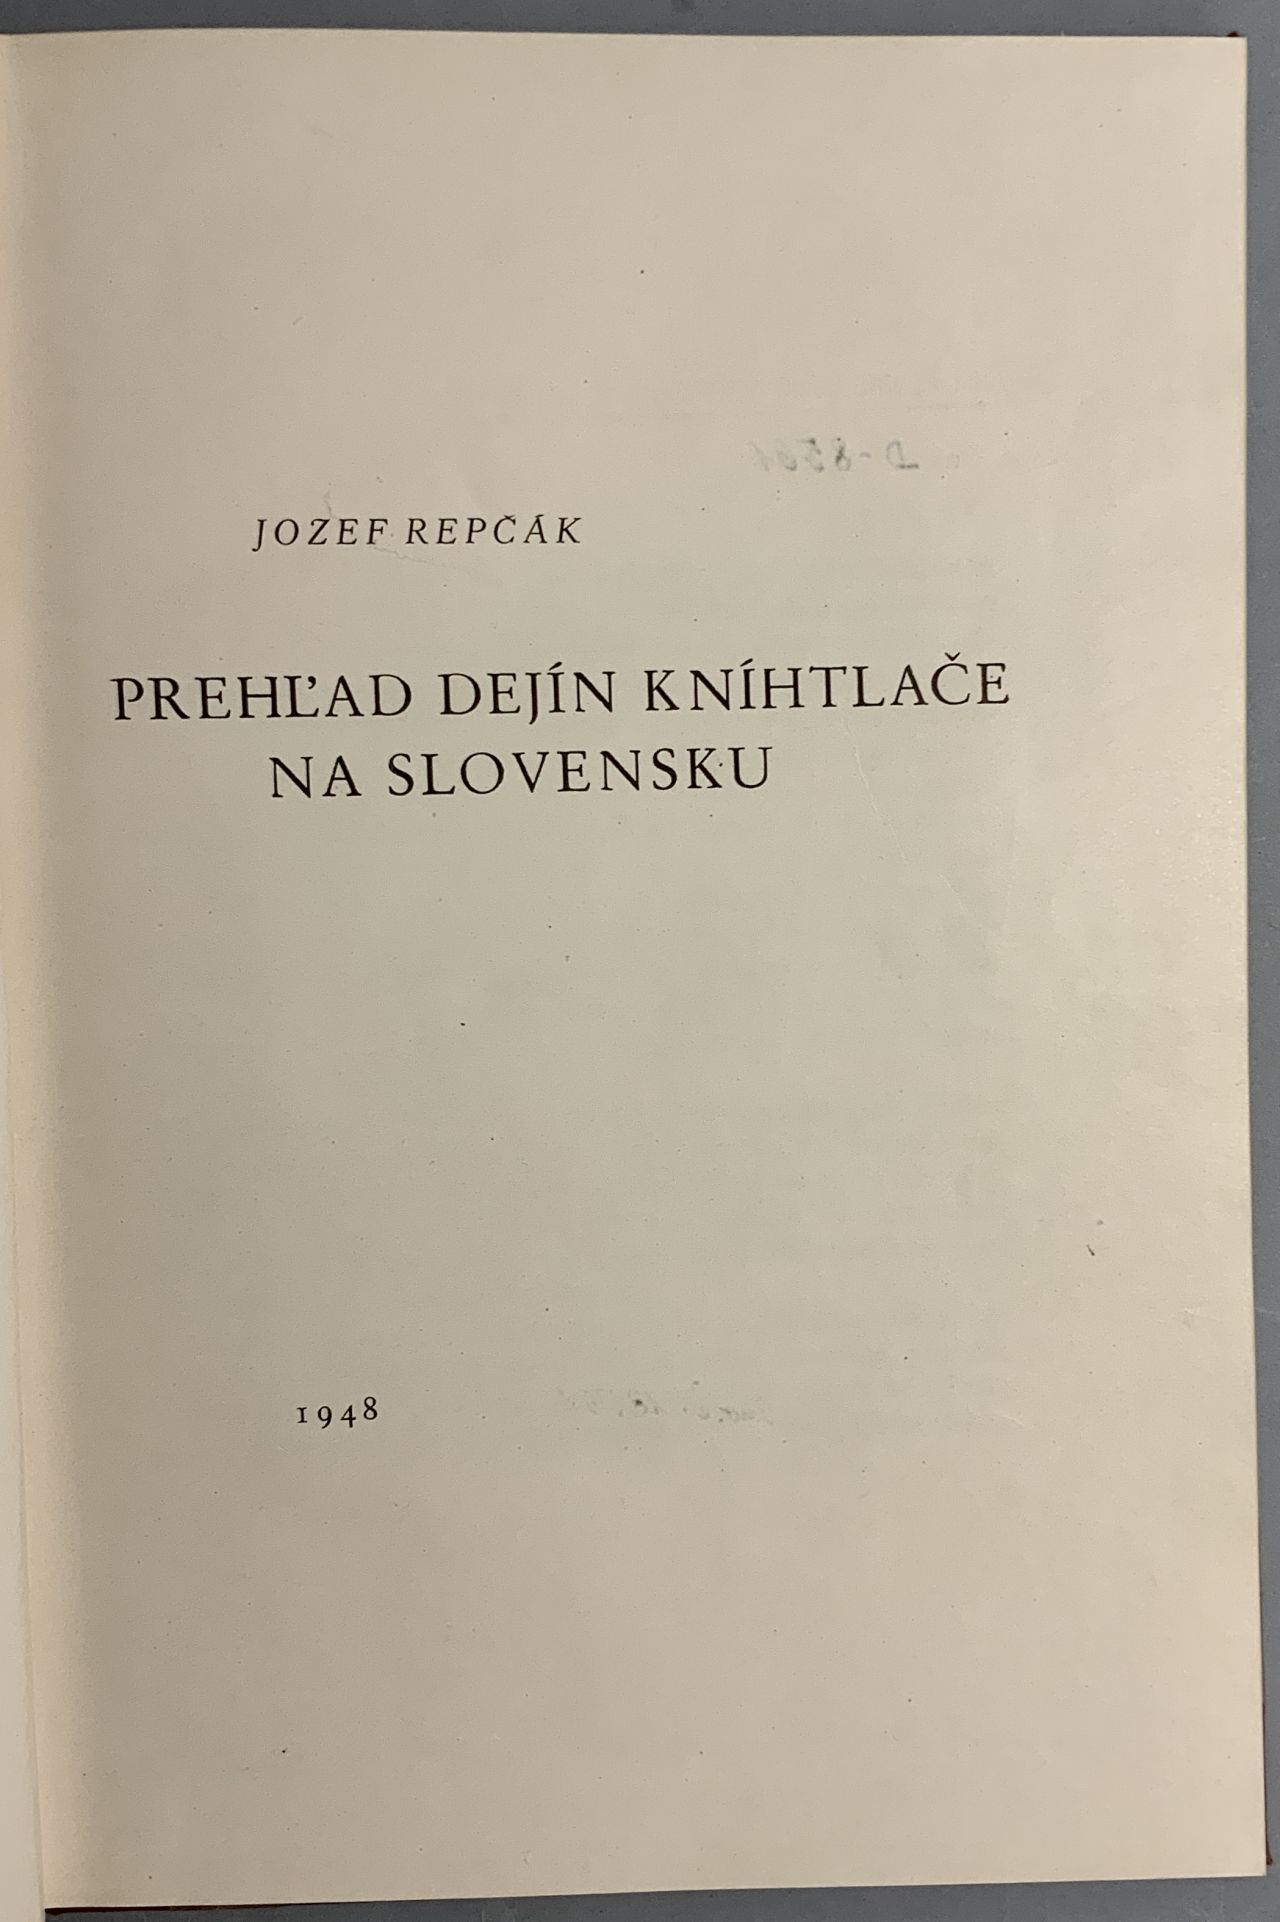 JOZEF REPČÁK
PREHĽAD DEJÍN KNÍHTLAČE
NA SLOVENSKU
1948